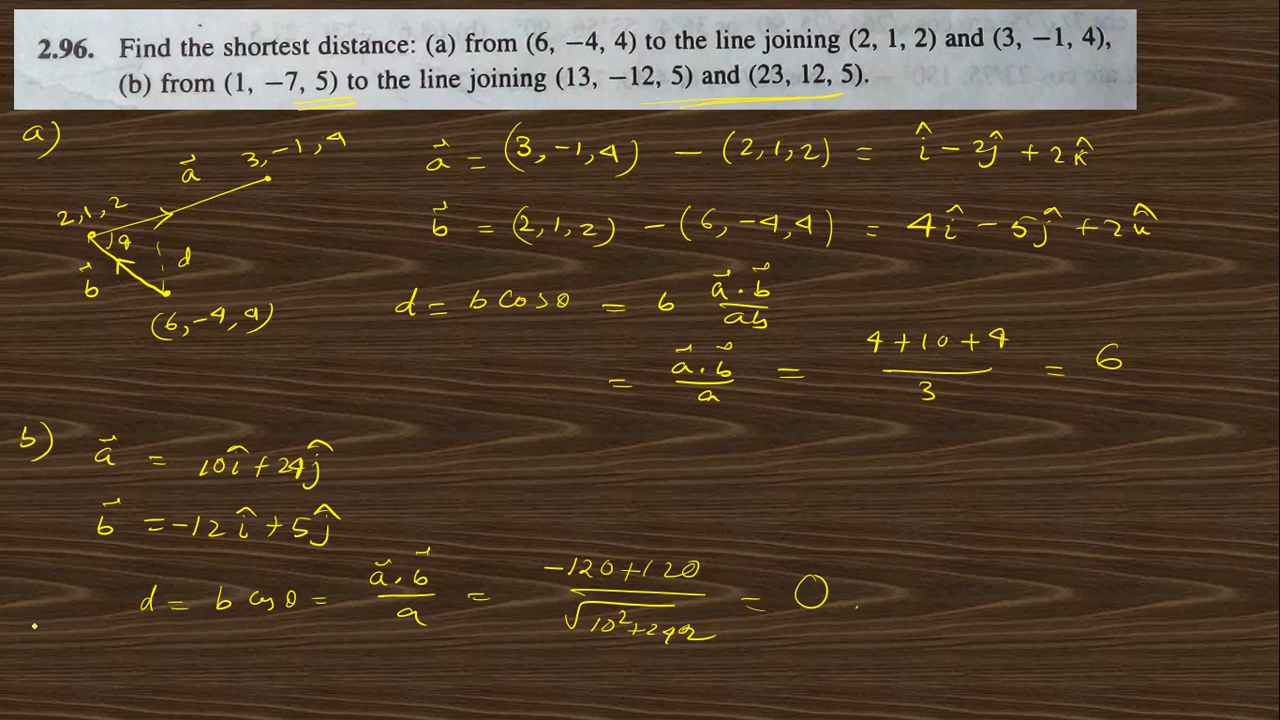 2.96. Find the shortest distance: (a) from (6, −4, 4) to the line joining (2, 1, 2) and (3, −1, 4),
(b) from (1, −7, 5) to the line joining (13, −12, 5) and (23, 12, 5).
a)
3,-1,4
a⃗
2,1,2
θ
d
b⃗
(6,-4,4)
a⃗ = (3,-1,4) − (2,1,2) = î − 2ĵ + 2k̂
b⃗ = (2,1,2) − (6,-4,4) = 4î − 5ĵ + 2k̂
d = b cosθ = b a⃗.b⃗/ab
= a⃗.b⃗/a = 4+10+4/3 = 6
b) a⃗ = 10î + 24ĵ
b⃗ = -12î + 5ĵ
d = b cosθ = a⃗.b⃗/a = -120+120/√10²+24² = 0.